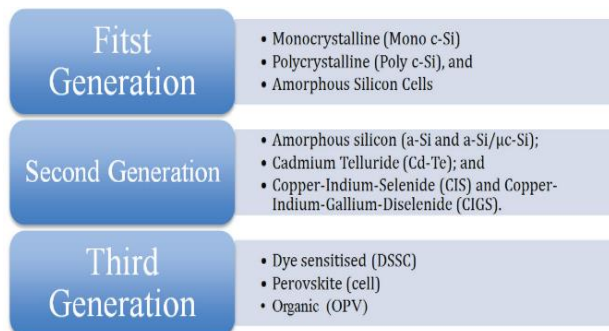 Fitst
Generation
• Monocrystalline (Mono c-Si)
• Polycrystalline (Poly c-Si), and
• Amorphous Silicon Cells
Second Generation
• Amorphous silicon (a-Si and a-Si/μc-Si);
• Cadmium Telluride (Cd-Te); and
• Copper-Indium-Selenide (CIS) and Copper-
Indium-Gallium-Diselenide (CIGS).
Third
Generation
• Dye sensitised (DSSC)
• Perovskite (cell)
• Organic (OPV)